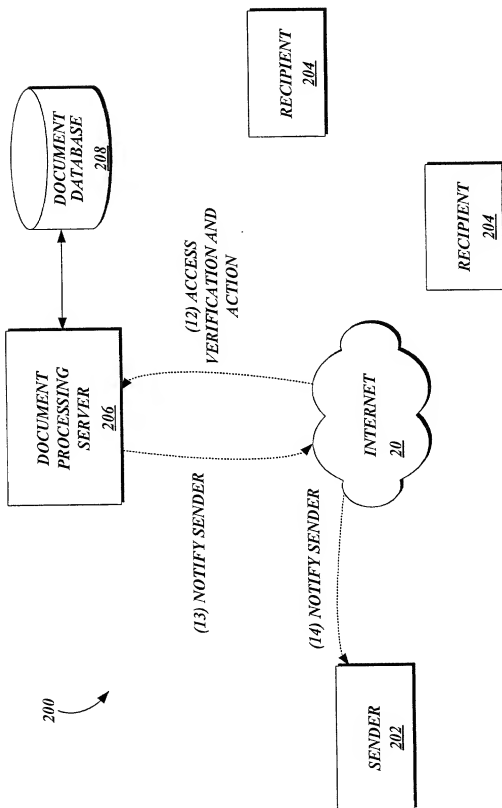 200
DOCUMENT
PROCESSING
SERVER
206
DOCUMENT
DATABASE
208
(13) NOTIFY SENDER
(12) ACCESS
VERIFICATION AND
ACTION
RECIPIENT
204
(14) NOTIFY SENDER
INTERNET
20
SENDER
202
RECIPIENT
204